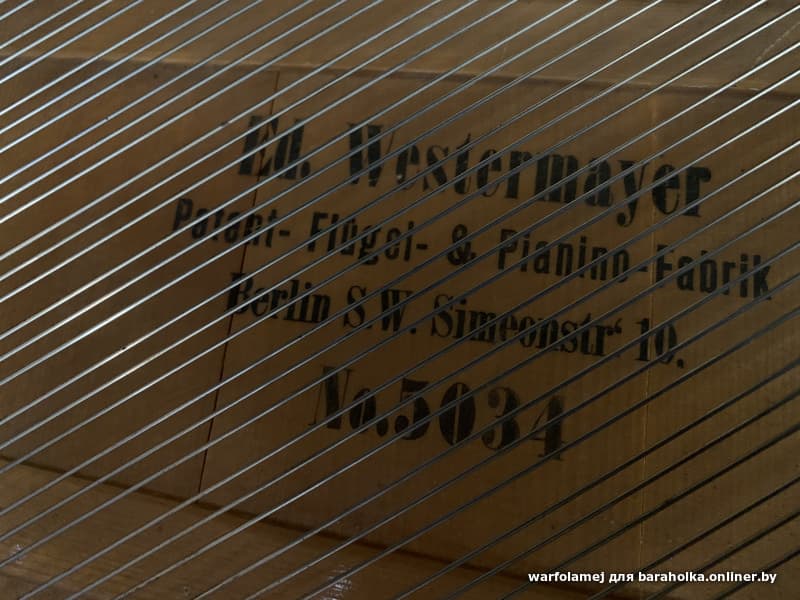 Ed. Westermayer
Patent- Flügel- & Pianino-Fabrik
Berlin S.W. Simeonstr. 10.
No. 5034
warfolamej для baraholka.onliner.by